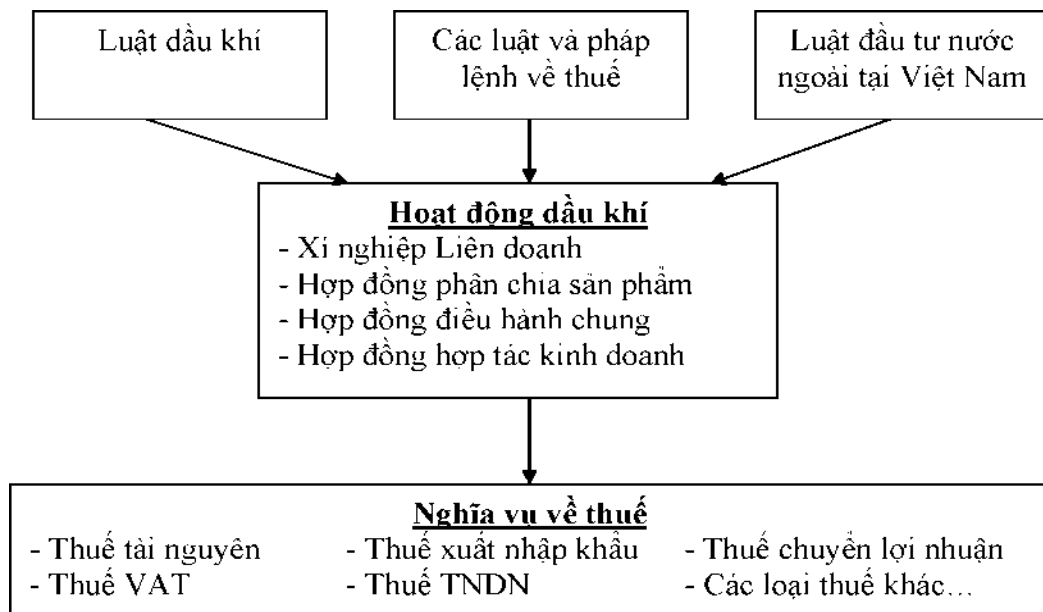 Luật dầu khí
Các luật và pháp
lệnh về thuế
Luật đầu tư nước
ngoài tại Việt Nam
Hoạt động dầu khí
- Xí nghiệp Liên doanh
- Hợp đồng phân chia sản phẩm
- Hợp đồng điều hành chung
- Hợp đồng hợp tác kinh doanh
Nghĩa vụ về thuế
- Thuế tài nguyên - Thuế xuất nhập khẩu - Thuế chuyển lợi nhuận
- Thuế VAT - Thuế TNDN - Các loại thuế khác...